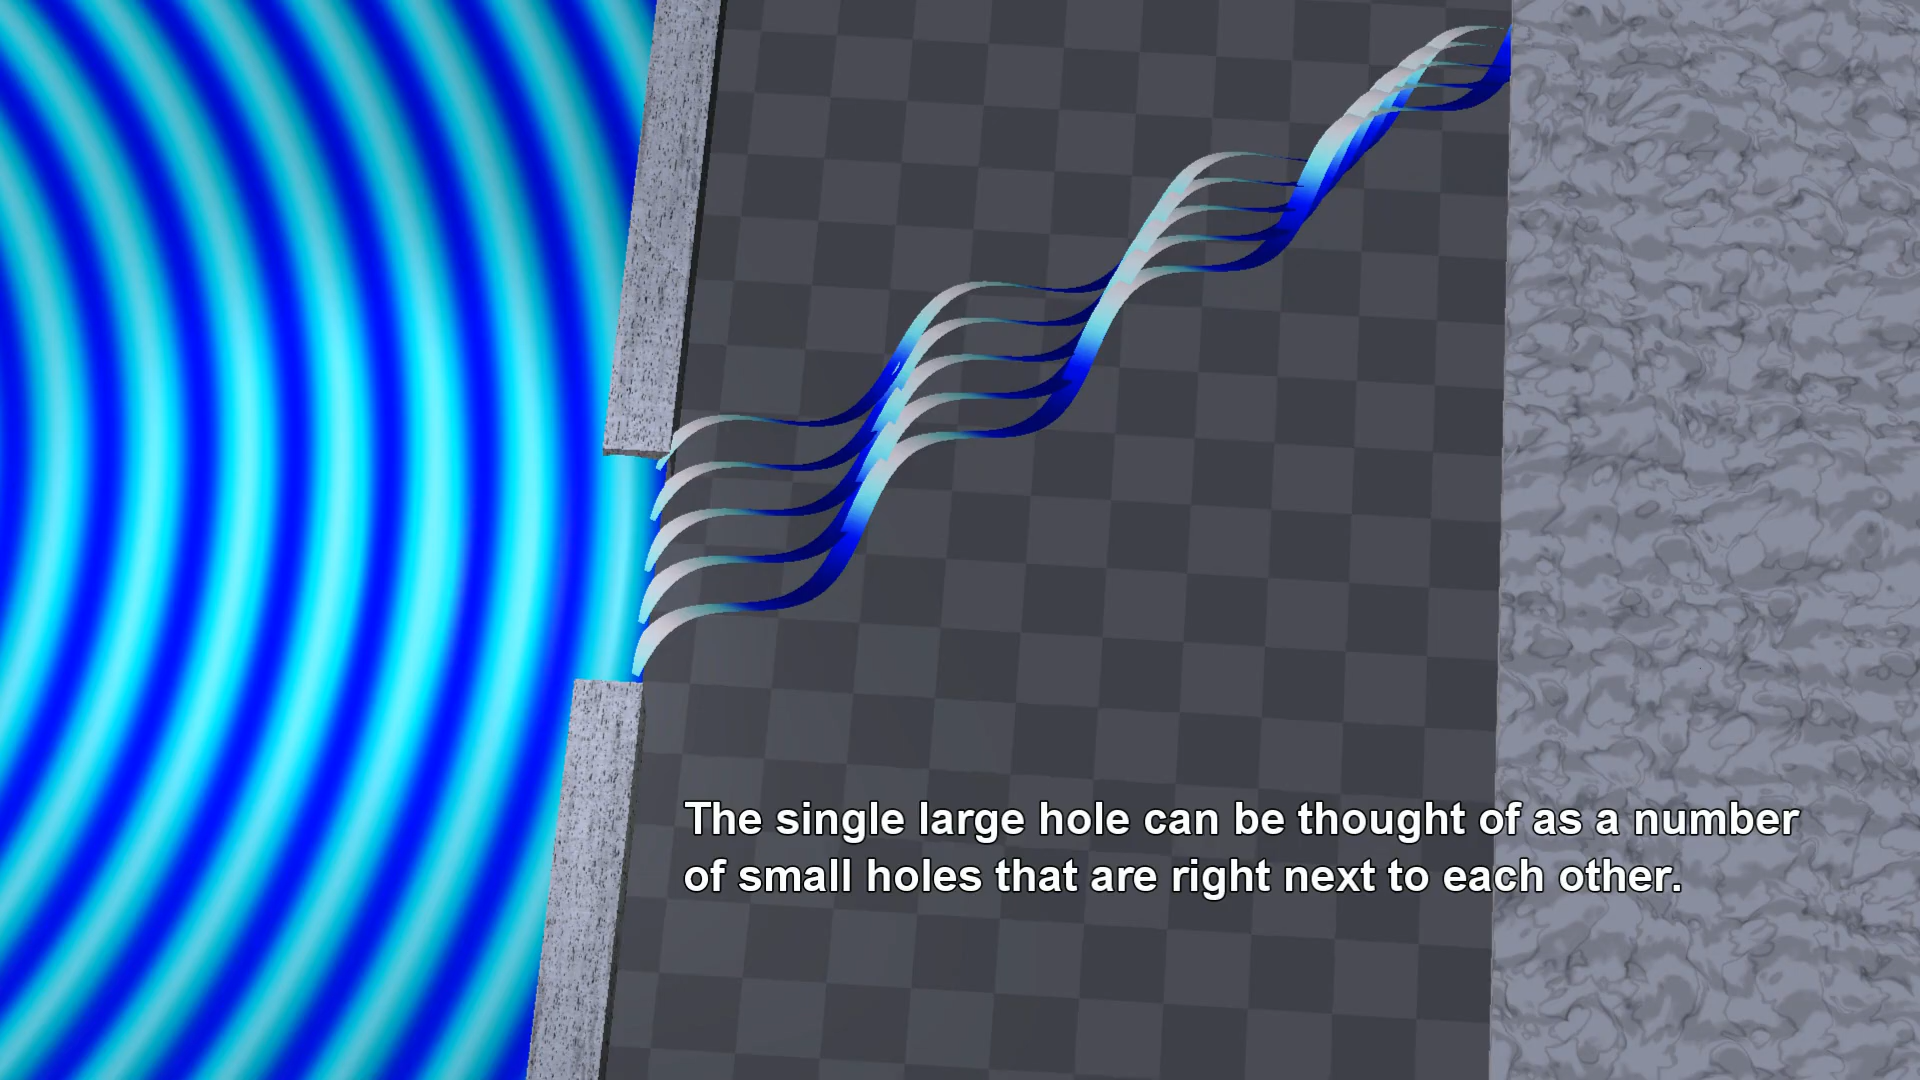 The single large hole can be thought of as a number
of small holes that are right next to each other.